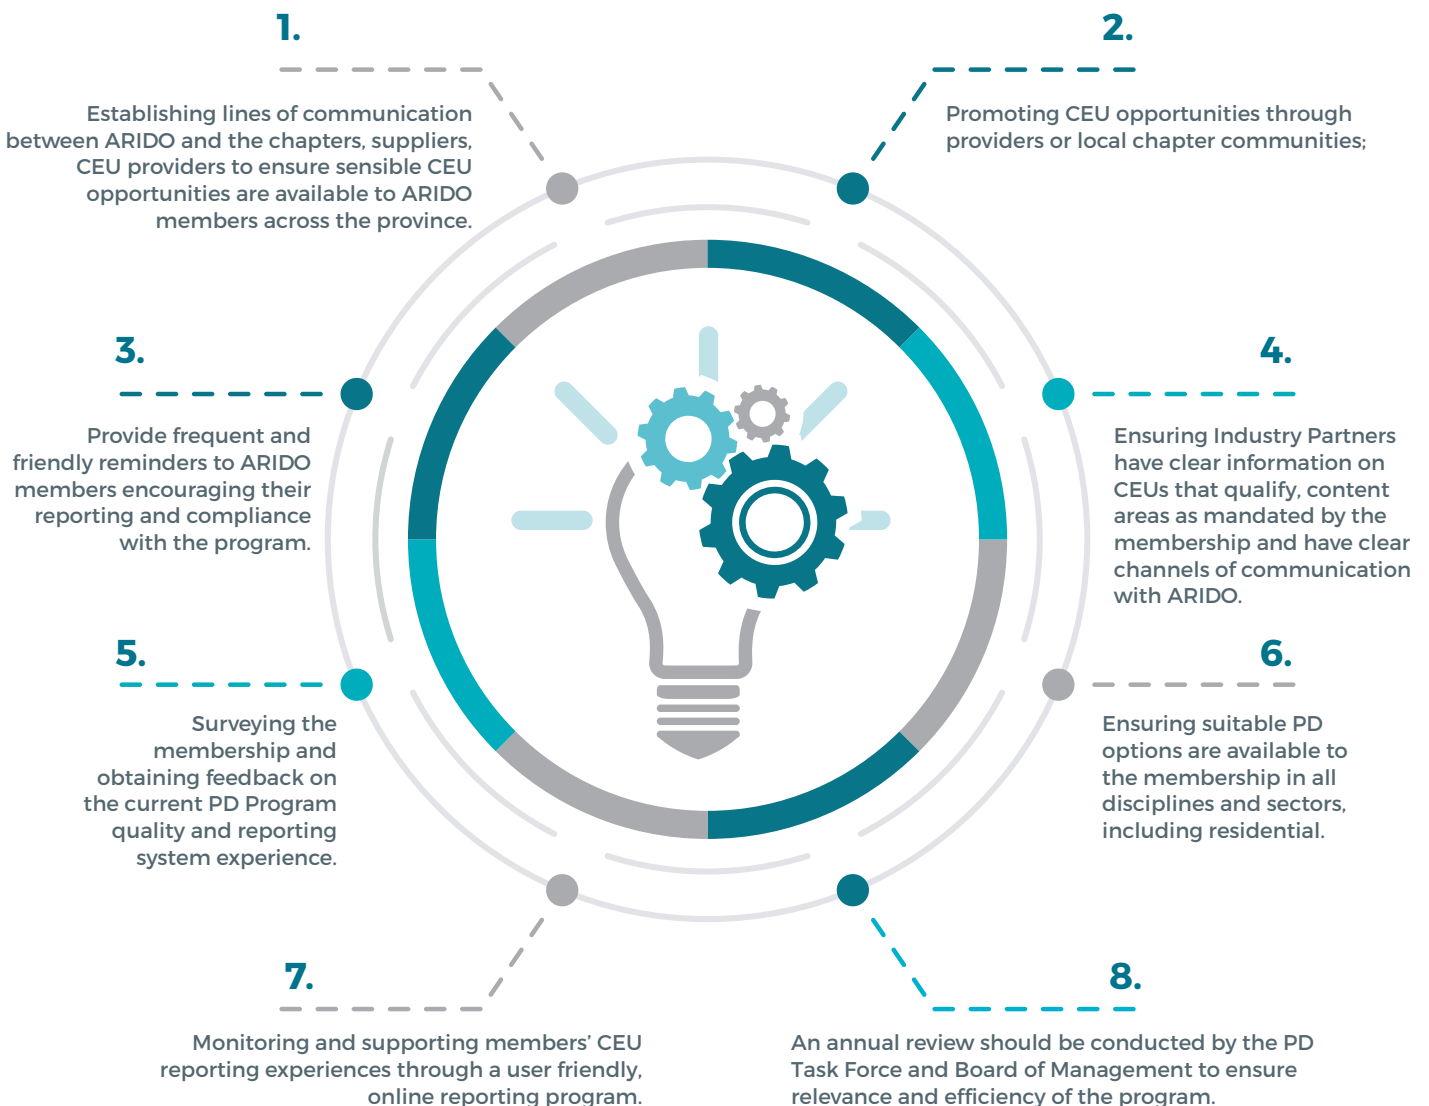 1.
Establishing lines of communication
between ARIDO and the chapters, suppliers,
CEU providers to ensure sensible CEU
opportunities are available to ARIDO
members across the province.
2.
Promoting CEU opportunities through
providers or local chapter communities;
3.
Provide frequent and
friendly reminders to ARIDO
members encouraging their
reporting and compliance
with the program.
4.
Ensuring Industry Partners
have clear information on
CEUs that qualify, content
areas as mandated by the
membership and have clear
channels of communication
with ARIDO.
5.
Surveying the
membership and
obtaining feedback on
the current PD Program
quality and reporting
system experience.
6.
Ensuring suitable PD
options are available to
the membership in all
disciplines and sectors,
including residential.
7.
Monitoring and supporting members’ CEU
reporting experiences through a user friendly,
online reporting program.
8.
An annual review should be conducted by the PD
Task Force and Board of Management to ensure
relevance and efficiency of the program.